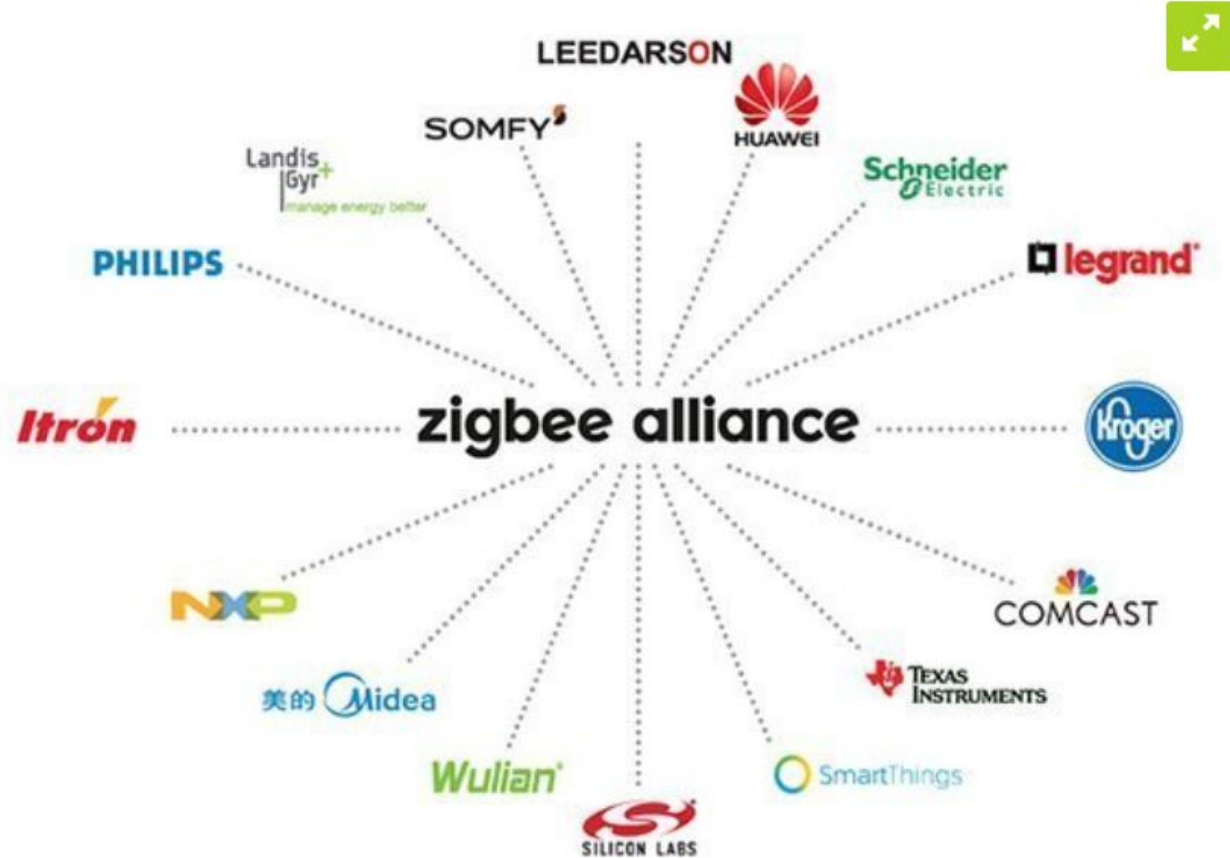 LEEDARSON
SOMFY
HUAWEI
Landis
Gyr+
manage energy better
Schneider
Electric
PHILIPS
legrand®
Itrón
zigbee alliance
Kroger
NXP
COMCAST
美的 Midea
TEXAS
INSTRUMENTS
Wulian®
SmartThings
SILICON LABS